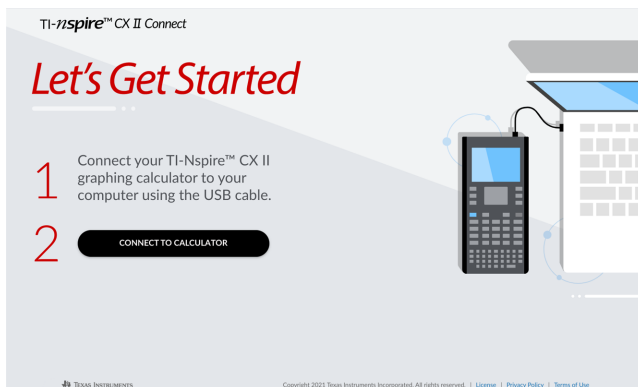 TI-nspire™ CX II Connect
Let's Get Started
1
Connect your TI-Nspire™ CX II
graphing calculator to your
computer using the USB cable.
2
CONNECT TO CALCULATOR
TEXAS INSTRUMENTS
Copyright 2021 Texas Instruments Incorporated. All rights reserved. | License | Privacy Policy | Terms of Use